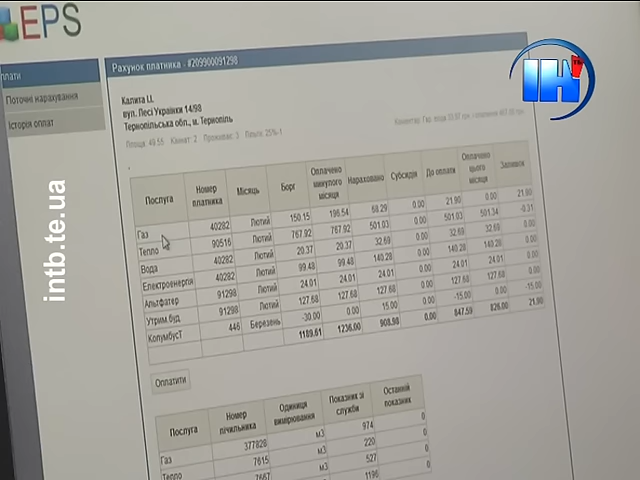 EPS
ІНТБ
Рахунок платника - #209900091298
Поточні нарахування
Історія оплат
Калита І.І.
вул. Лесі Українки 14/98
Тернопільська обл., м. Тернопіль
Послуга Номер платника Місяць Борг Оплачено минулого місяця Нараховано Субсидія До оплати Оплачено цього місяця Залишок
Газ 40282 Лютий 150.15 196.54 68.29 0.00 21.90 0.00 21.90
Тепло 90516 Лютий 767.92 767.92 501.03 0.00 501.03 501.34 -0.31
Вода 40282 Лютий 20.37 20.37 32.69 0.00 32.69 32.69 0.00
Електроенергія 40282 Лютий 99.48 99.48 140.28 0.00 140.28 140.28 0.00
Альтфатер 91298 Лютий 24.01 24.01 24.01 0.00 24.01 24.01 0.00
Утрим.буд. 91298 Лютий 127.68 127.68 127.68 0.00 127.68 127.68 0.00
КолумбусТ 446 Березень -30.00 0.00 15.00 0.00 -15.00 0.00 -15.00
1189.61 1236.00 908.98 0.00 847.59 826.00 21.90
Оплатити
Послуга Номер лічильника Одиниця вимірювання Показник зі служби Останній показник
Газ 377828 м3 974 0
Тепло 7615 м3 220 0
м3 527 0
1196 0
intb.te.ua